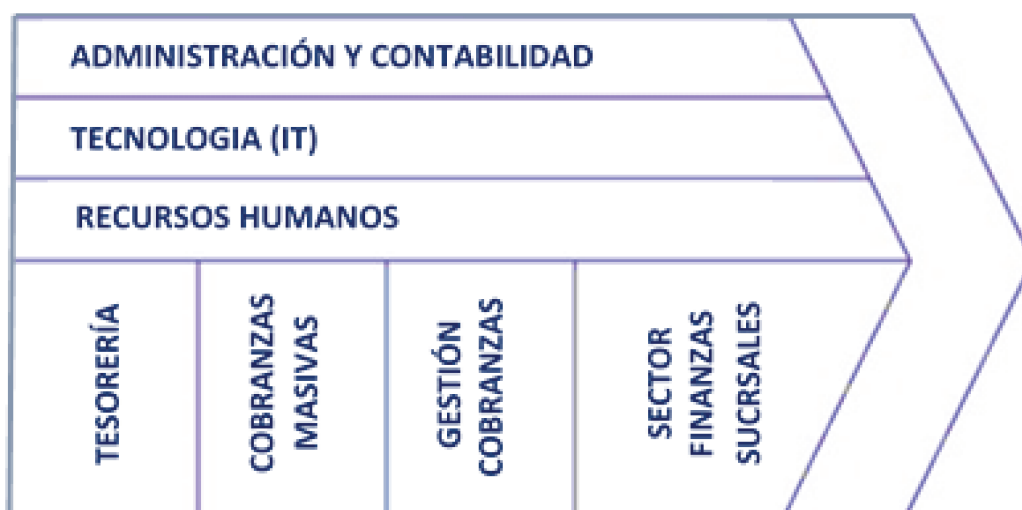 ADMINISTRACIÓN Y CONTABILIDAD
TECNOLOGIA (IT)
RECURSOS HUMANOS
TESORERÍA
COBRANZAS
MASIVAS
GESTIÓN
COBRANZAS
SECTOR
FINANZAS
SUCRSALES